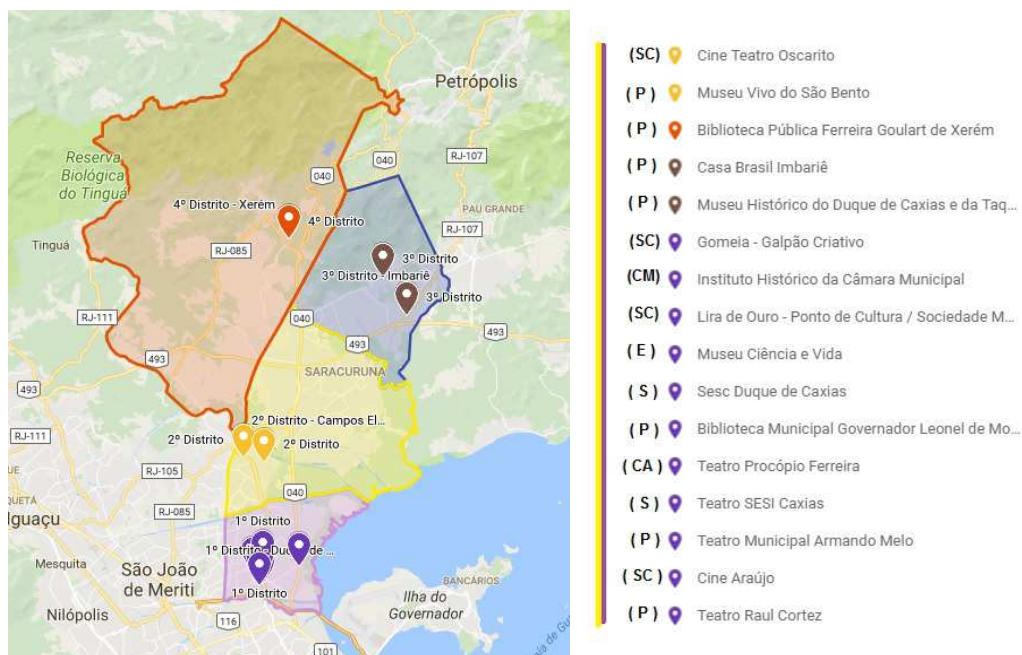 Petrópolis
Reserva
Biológica
do Tinguá
040
RJ-107
040
4º Distrito - Xerém
4º Distrito
PAU GRANDE
RJ-107
Tinguá
RJ-085
3º Distrito
3º Distrito - Imbariê
3º Distrito
RJ-111
040
493
493
493
SARACURUNA
493
2º Distrito - Campos El...
RJ-111
2º Distrito
2º Distrito
RJ-105
040
RJ-085
1º Distrito
Iguaçu
1º Distrito - Duque de ...
Mesquita
São João
de Meriti
1º Distrito
BANCÁRIOS
Nilópolis
Ilha do
Governador
116
101
(SC) Cine Teatro Oscarito
( P ) Museu Vivo do São Bento
( P ) Biblioteca Pública Ferreira Goulart de Xerém
( P ) Casa Brasil Imbariê
( P ) Museu Histórico do Duque de Caxias e da Taq...
(SC) Gomeia - Galpão Criativo
(CM) Instituto Histórico da Câmara Municipal
(SC) Lira de Ouro - Ponto de Cultura / Sociedade M...
( E ) Museu Ciência e Vida
( S ) Sesc Duque de Caxias
( P ) Biblioteca Municipal Governador Leonel de Mo...
( CA ) Teatro Procópio Ferreira
( S ) Teatro SESI Caxias
( P ) Teatro Municipal Armando Melo
( SC ) Cine Araújo
( P ) Teatro Raul Cortez